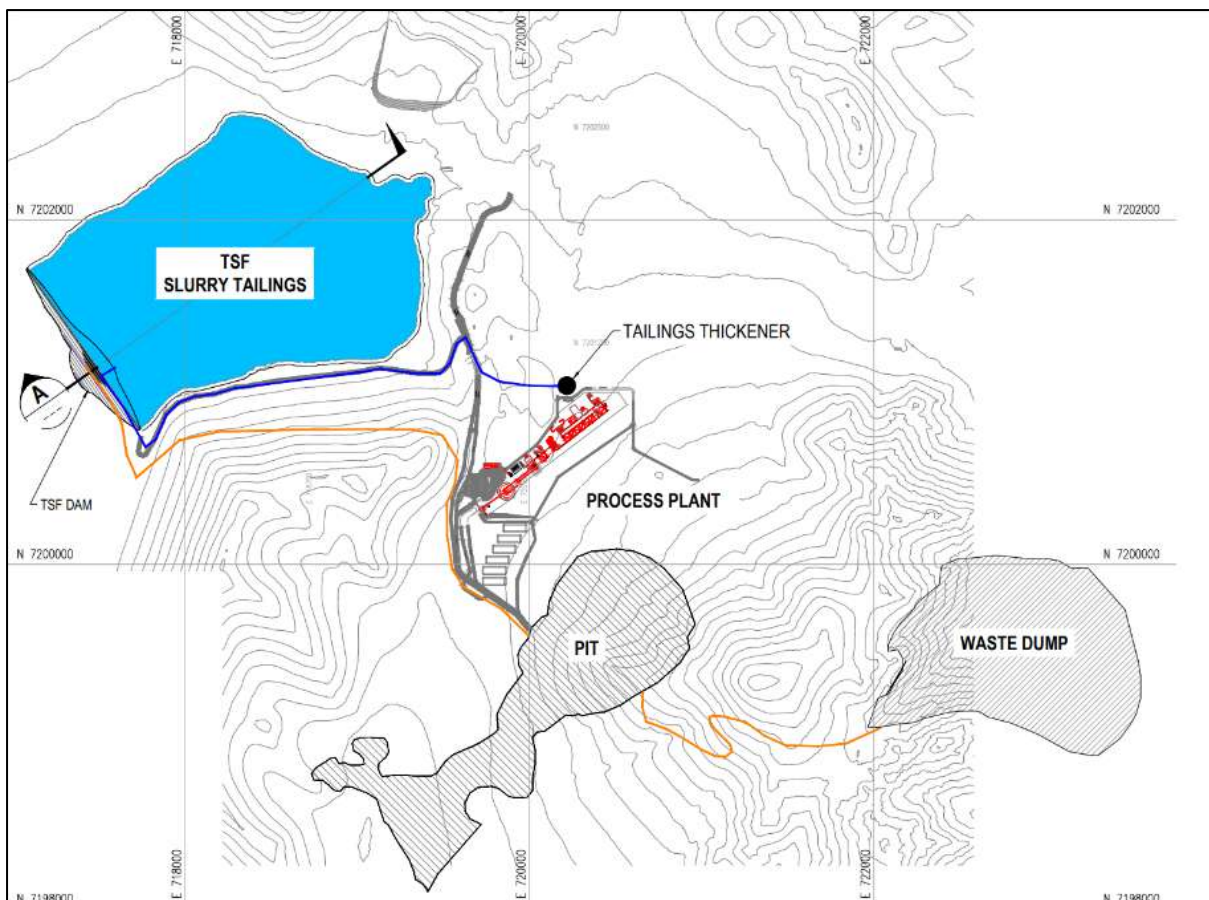 E 718000
E 720000
E 722000
N 7202500
N 7202000
N 7202000
TSF
SLURRY TAILINGS
TAILINGS THICKENER
A
TSF DAM
PROCESS PLANT
N 7200000
N 7200000
PIT
WASTE DUMP
E 718000
E 720000
E 722000
N 7198000
N 7198000